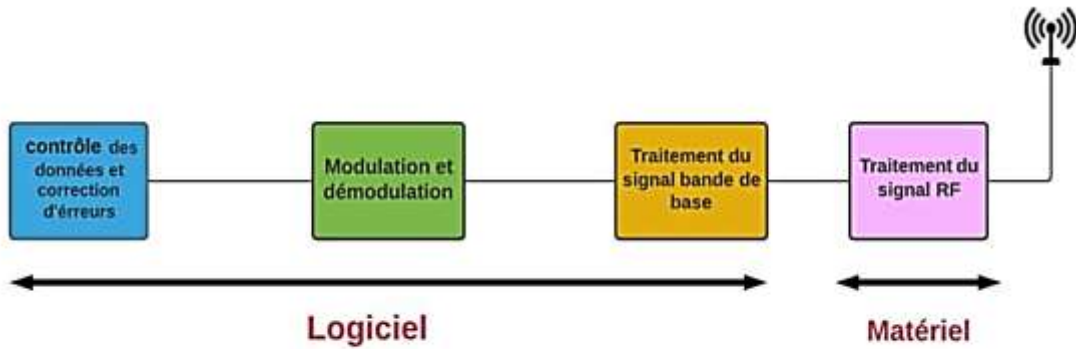 contrôle des
données et
correction
d'érreurs
Modulation et
démodulation
Traitement du
signal bande de
base
Traitement du
signal RF
Logiciel
Matériel